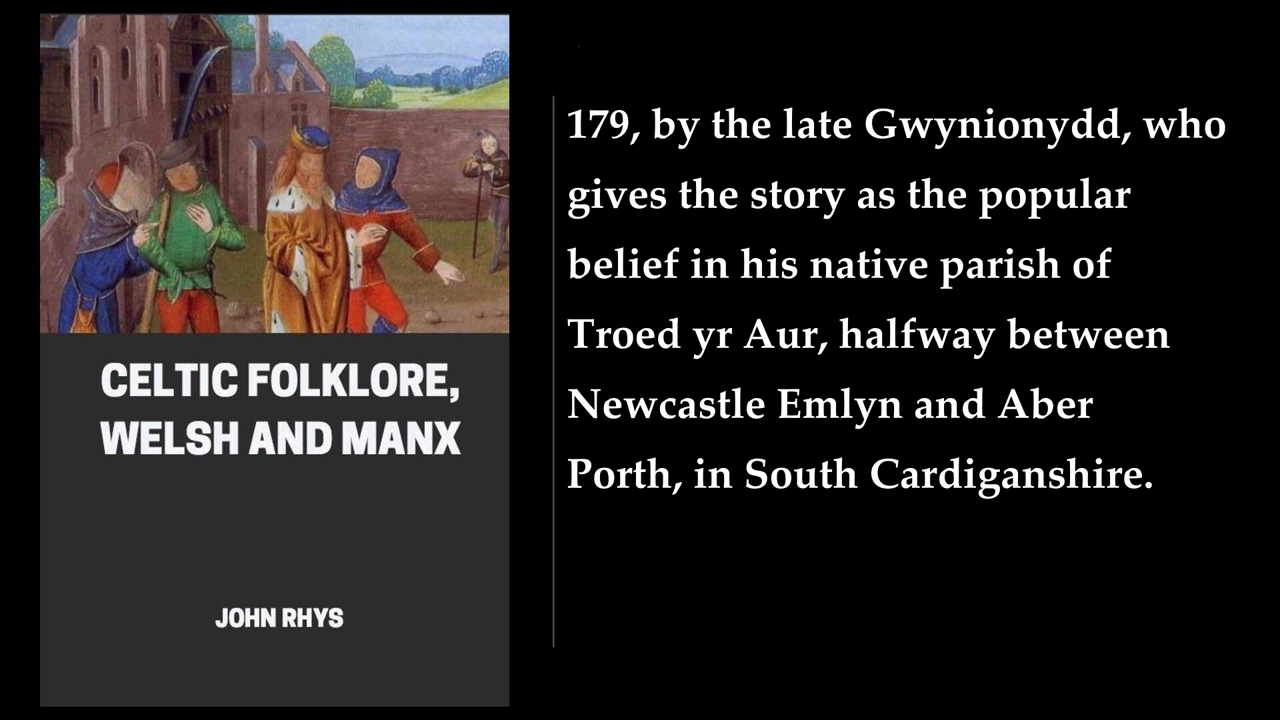 CELTIC FOLKLORE,
WELSH AND MANX
JOHN RHYS
179, by the late Gwynionydd, who
gives the story as the popular
belief in his native parish of
Troed yr Aur, halfway between
Newcastle Emlyn and Aber
Porth, in South Cardiganshire.